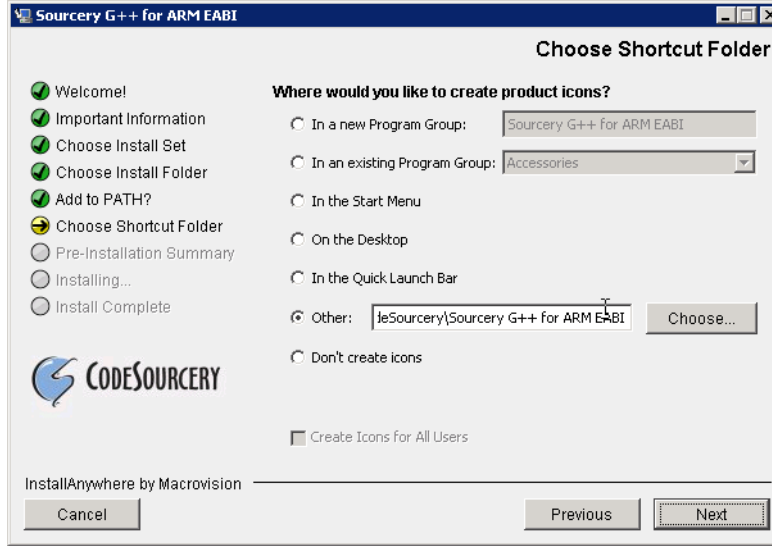 Sourcery G++ for ARM EABI
Choose Shortcut Folder
Welcome!
Important Information
Choose Install Set
Choose Install Folder
Add to PATH?
Choose Shortcut Folder
Pre-Installation Summary
Installing...
Install Complete
CODESOURCERY
Where would you like to create product icons?
In a new Program Group: Sourcery G++ for ARM EABI
In an existing Program Group: Accessories
In the Start Menu
On the Desktop
In the Quick Launch Bar
Other: deSourcery\Sourcery G++ for ARM EABI Choose...
Don't create icons
Create Icons for All Users
InstallAnywhere by Macrovision
Cancel Previous Next